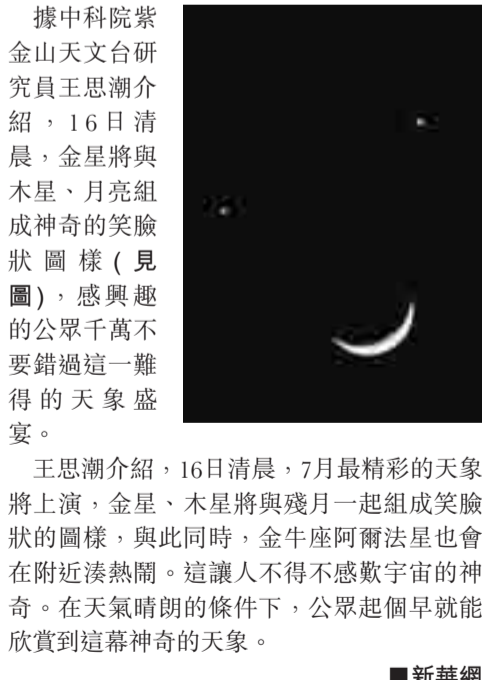 據中科院紫
金山天文台研
究員王思潮介
紹，16日清
晨，金星將與
木星、月亮組
成神奇的笑臉
狀圖樣(見
圖)，感興趣
的公眾千萬不
要錯過這一難
得的天象盛
宴。
王思潮介紹，16日清晨，7月最精彩的天象
將上演，金星、木星將與殘月一起組成笑臉
狀的圖樣，與此同時，金牛座阿爾法星也會
在附近湊熱鬧。這讓人不得不感歎宇宙的神
奇。在天氣晴朗的條件下，公眾起個早就能
欣賞到這幕神奇的天象。
■新華網